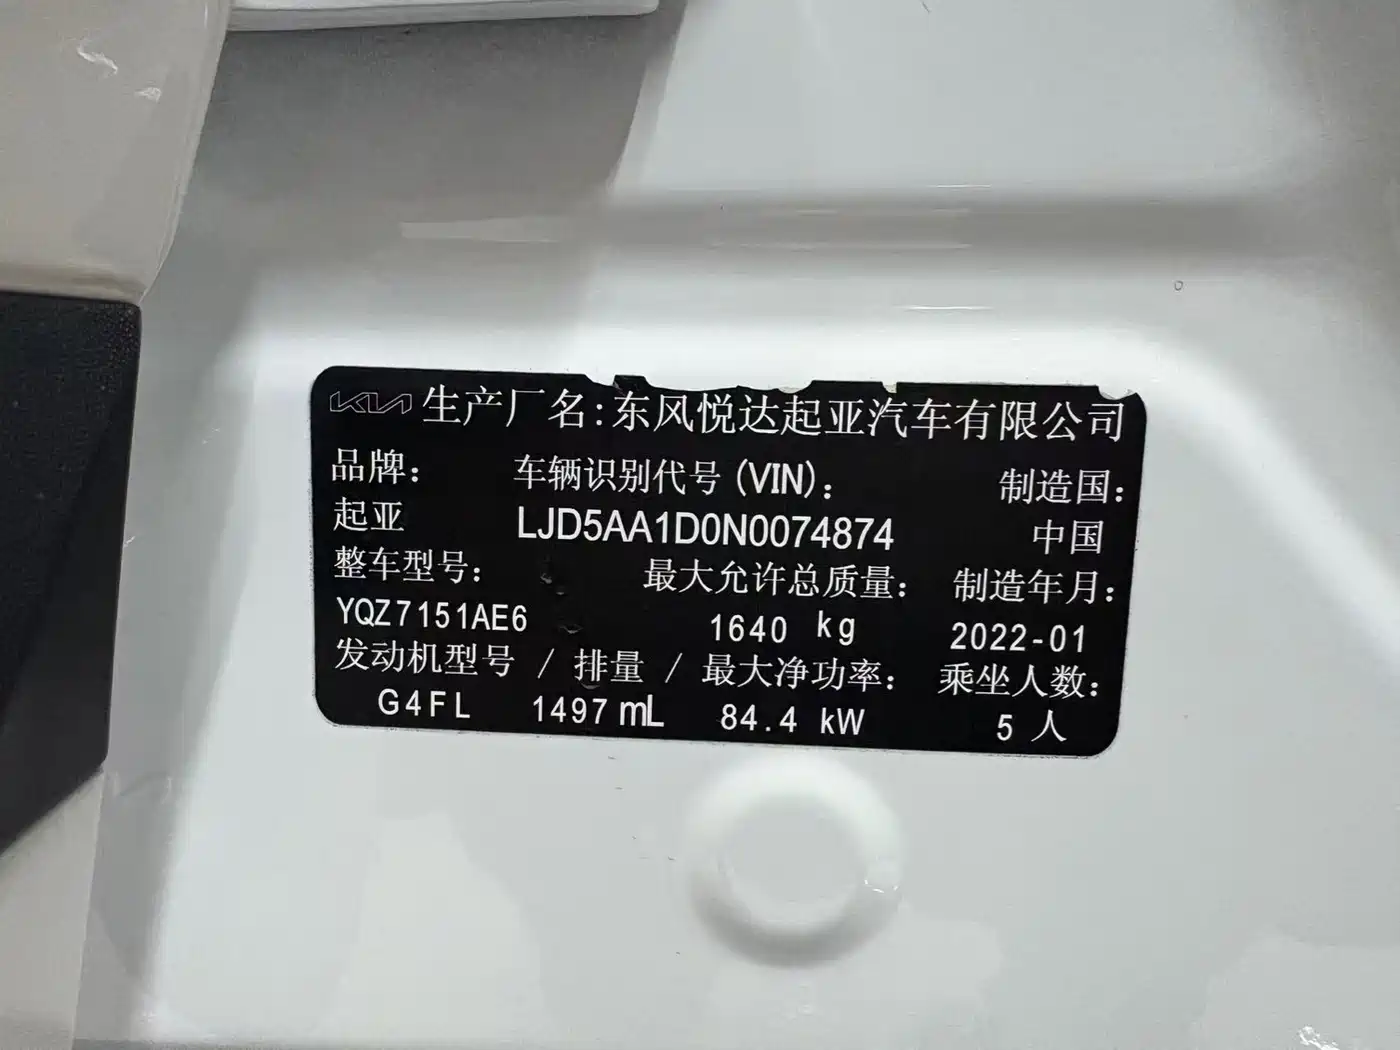 KIA 生产厂名:东风悦达起亚汽车有限公司
品牌: 车辆识别代号(VIN): 制造国:
起亚 LJD5AA1D0N0074874 中国
整车型号: 最大允许总质量: 制造年月:
YQZ7151AE6 1640 kg 2022-01
发动机型号 / 排量 / 最大净功率: 乘坐人数:
G4FL 1497 mL 84.4 kW 5 人